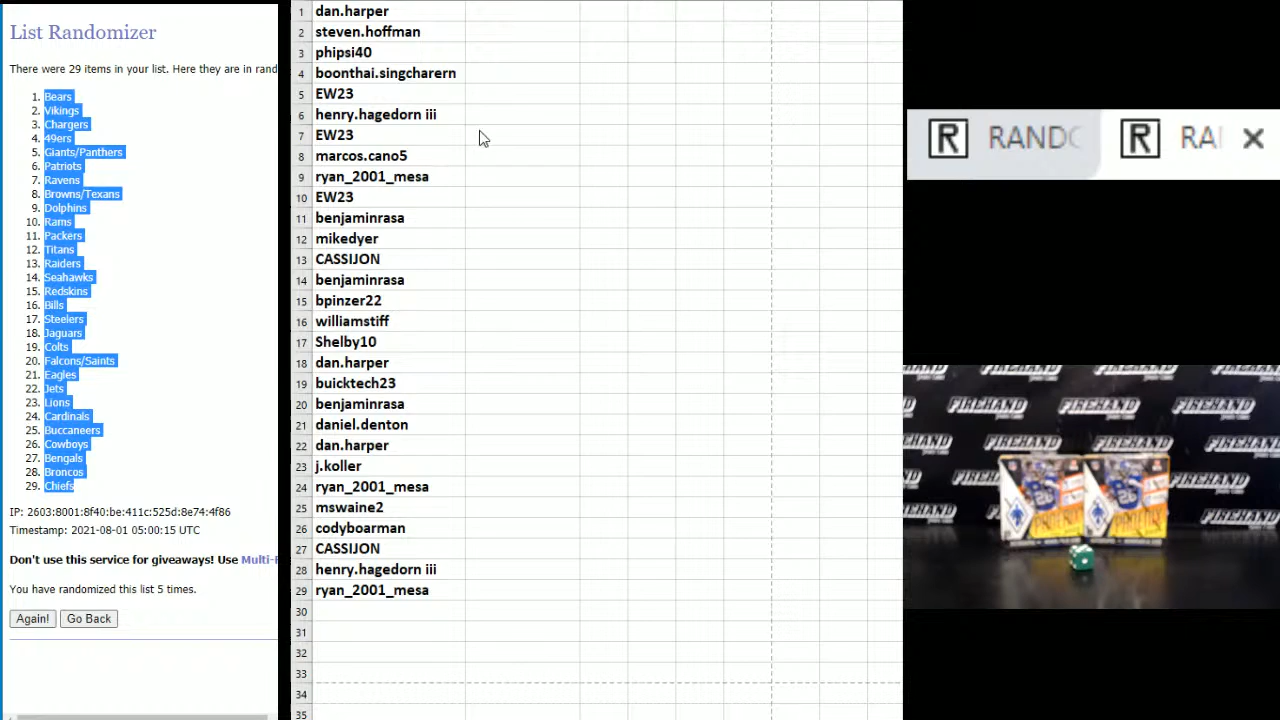 List Randomizer
There were 29 items in your list. Here they are in rand
1. Bears
2. Vikings
3. Chargers
4. 49ers
5. Giants/Panthers
6. Patriots
7. Ravens
8. Browns/Texans
9. Dolphins
10. Rams
11. Packers
12. Titans
13. Raiders
14. Seahawks
15. Redskins
16. Bills
17. Steelers
18. Jaguars
19. Colts
20. Falcons/Saints
21. Eagles
22. Jets
23. Lions
24. Cardinals
25. Buccaneers
26. Cowboys
27. Bengals
28. Broncos
29. Chiefs
IP: 2603:8001:8f40:be:411c:525d:8e74:4f86
Timestamp: 2021-08-01 05:00:15 UTC
Don't use this service for giveaways! Use Multi-
You have randomized this list 5 times.
Again! Go Back
1 dan.harper
2 steven.hoffman
3 phipsi40
4 boonthai.singcharern
5 EW23
6 henry.hagedorn iii
7 EW23
8 marcos.cano5
9 ryan_2001_mesa
10 EW23
11 benjaminrasa
12 mikedyer
13 CASSIJON
14 benjaminrasa
15 bpinzer22
16 williamstiff
17 Shelby10
18 dan.harper
19 buicktech23
20 benjaminrasa
21 daniel.denton
22 dan.harper
23 j.koller
24 ryan_2001_mesa
25 mswaine2
26 codyboarman
27 CASSIJON
28 henry.hagedorn iii
29 ryan_2001_mesa
30
31
32
33
34
35
R RANDO R RA
FIREHAND FIREHAND FIREHAND